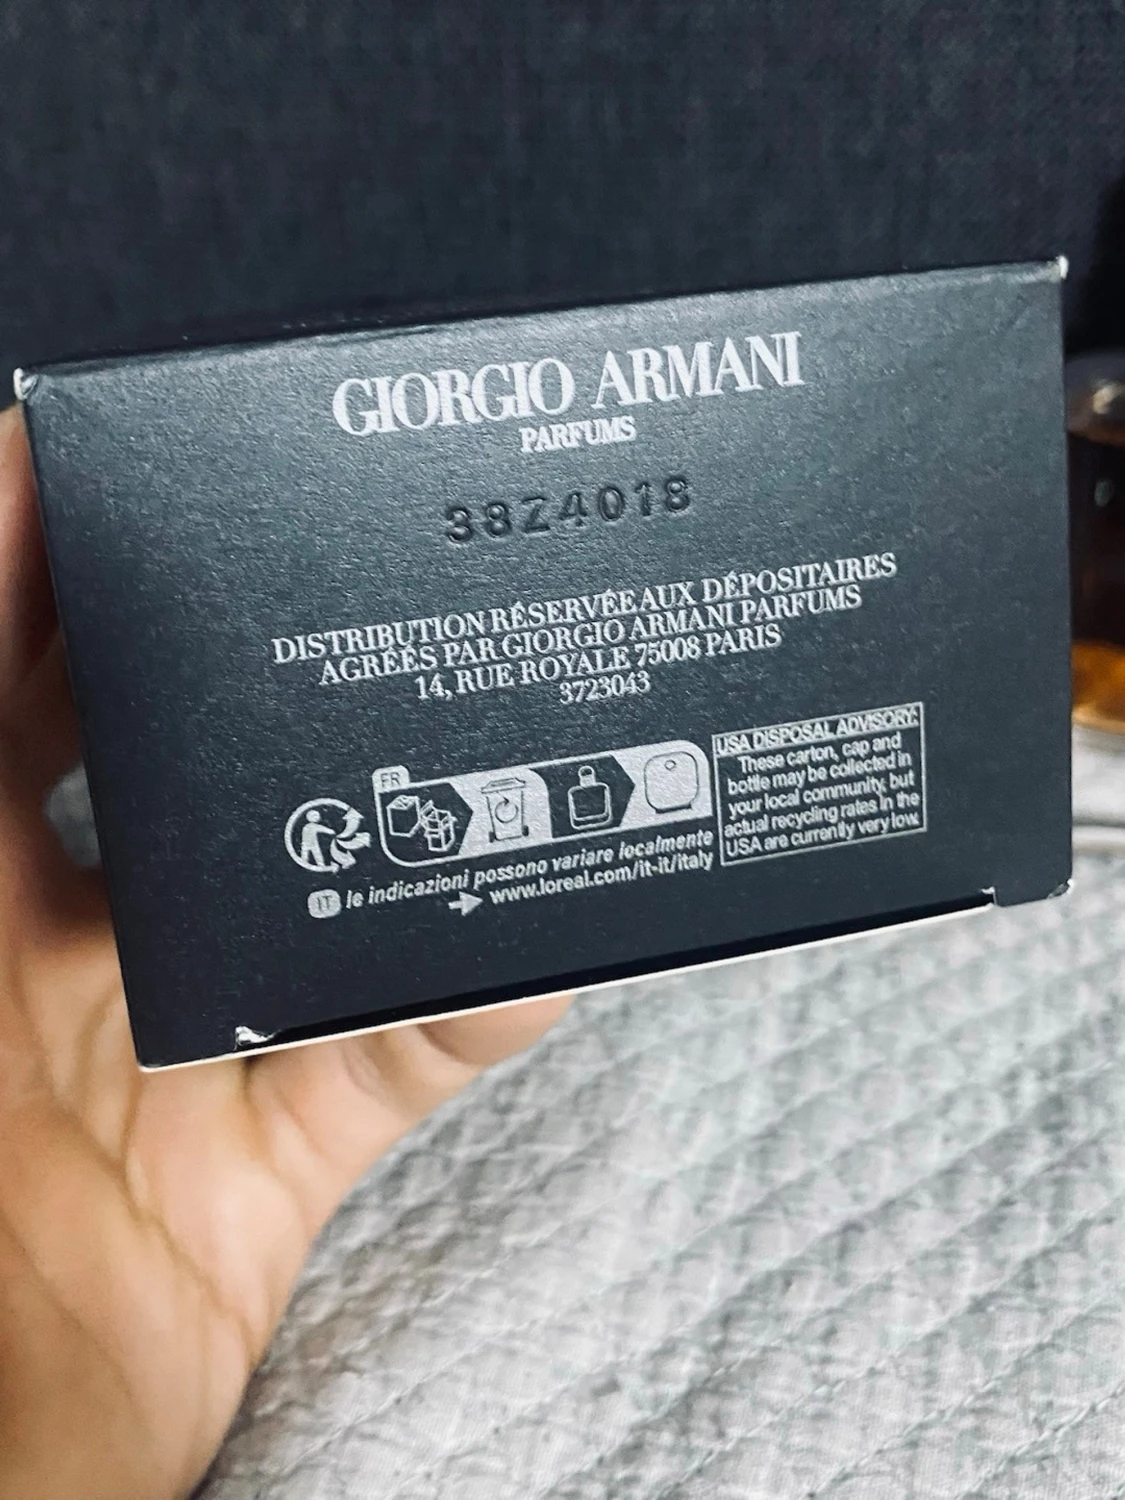 GIORGIO ARMANI
PARFUMS
38Z4018
DISTRIBUTION RÉSERVÉE AUX DÉPOSITAIRES
AGRÉÉS PAR GIORGIO ARMANI PARFUMS
14, RUE ROYALE 75008 PARIS
3723043
FR
IT le indicazioni possono variare localmente
www.loreal.com/it-it/italy
USA DISPOSAL ADVISORY:
These carton, cap and
bottle may be collected in
your local community, but
actual recycling rates in the
USA are currently very low.